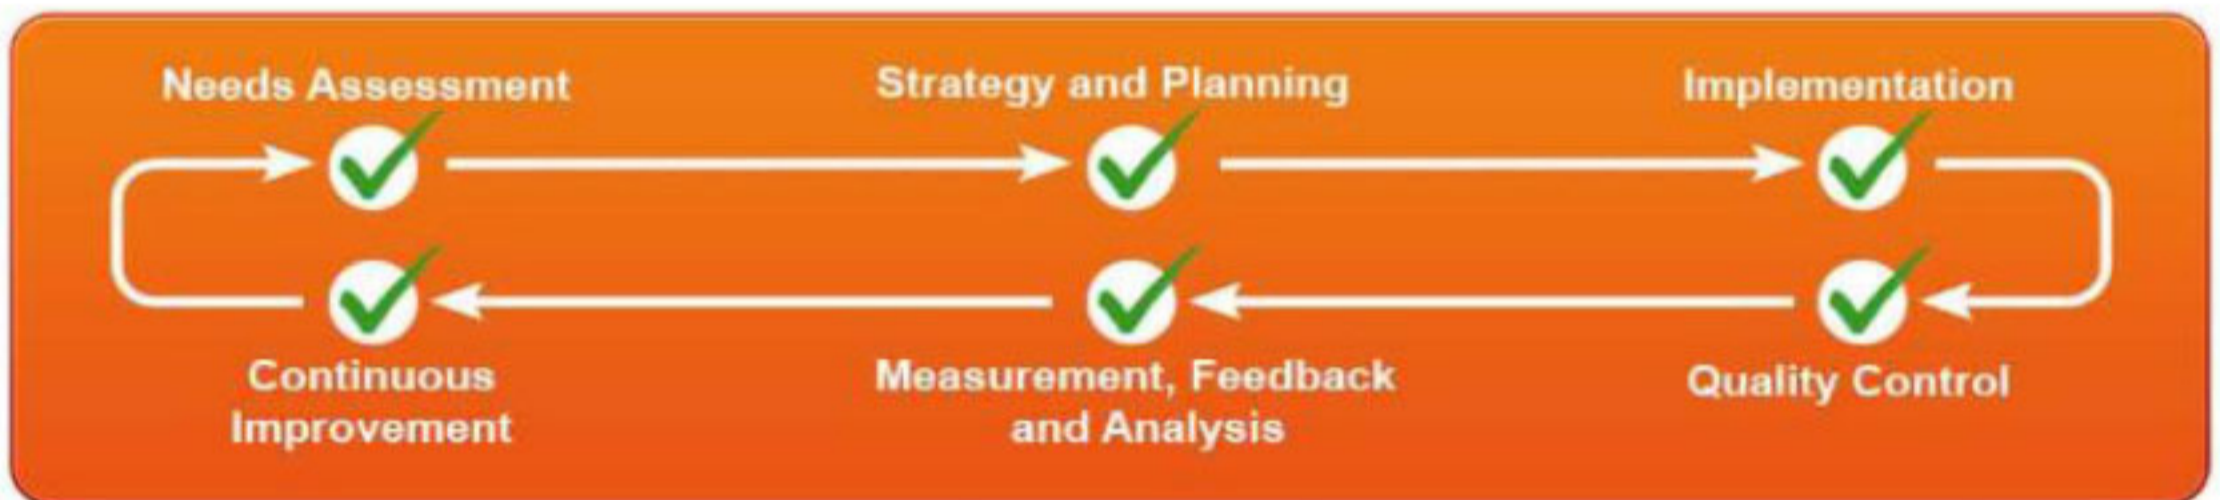 Needs Assessment
Strategy and Planning
Implementation
Continuous
Improvement
Measurement, Feedback
and Analysis
Quality Control